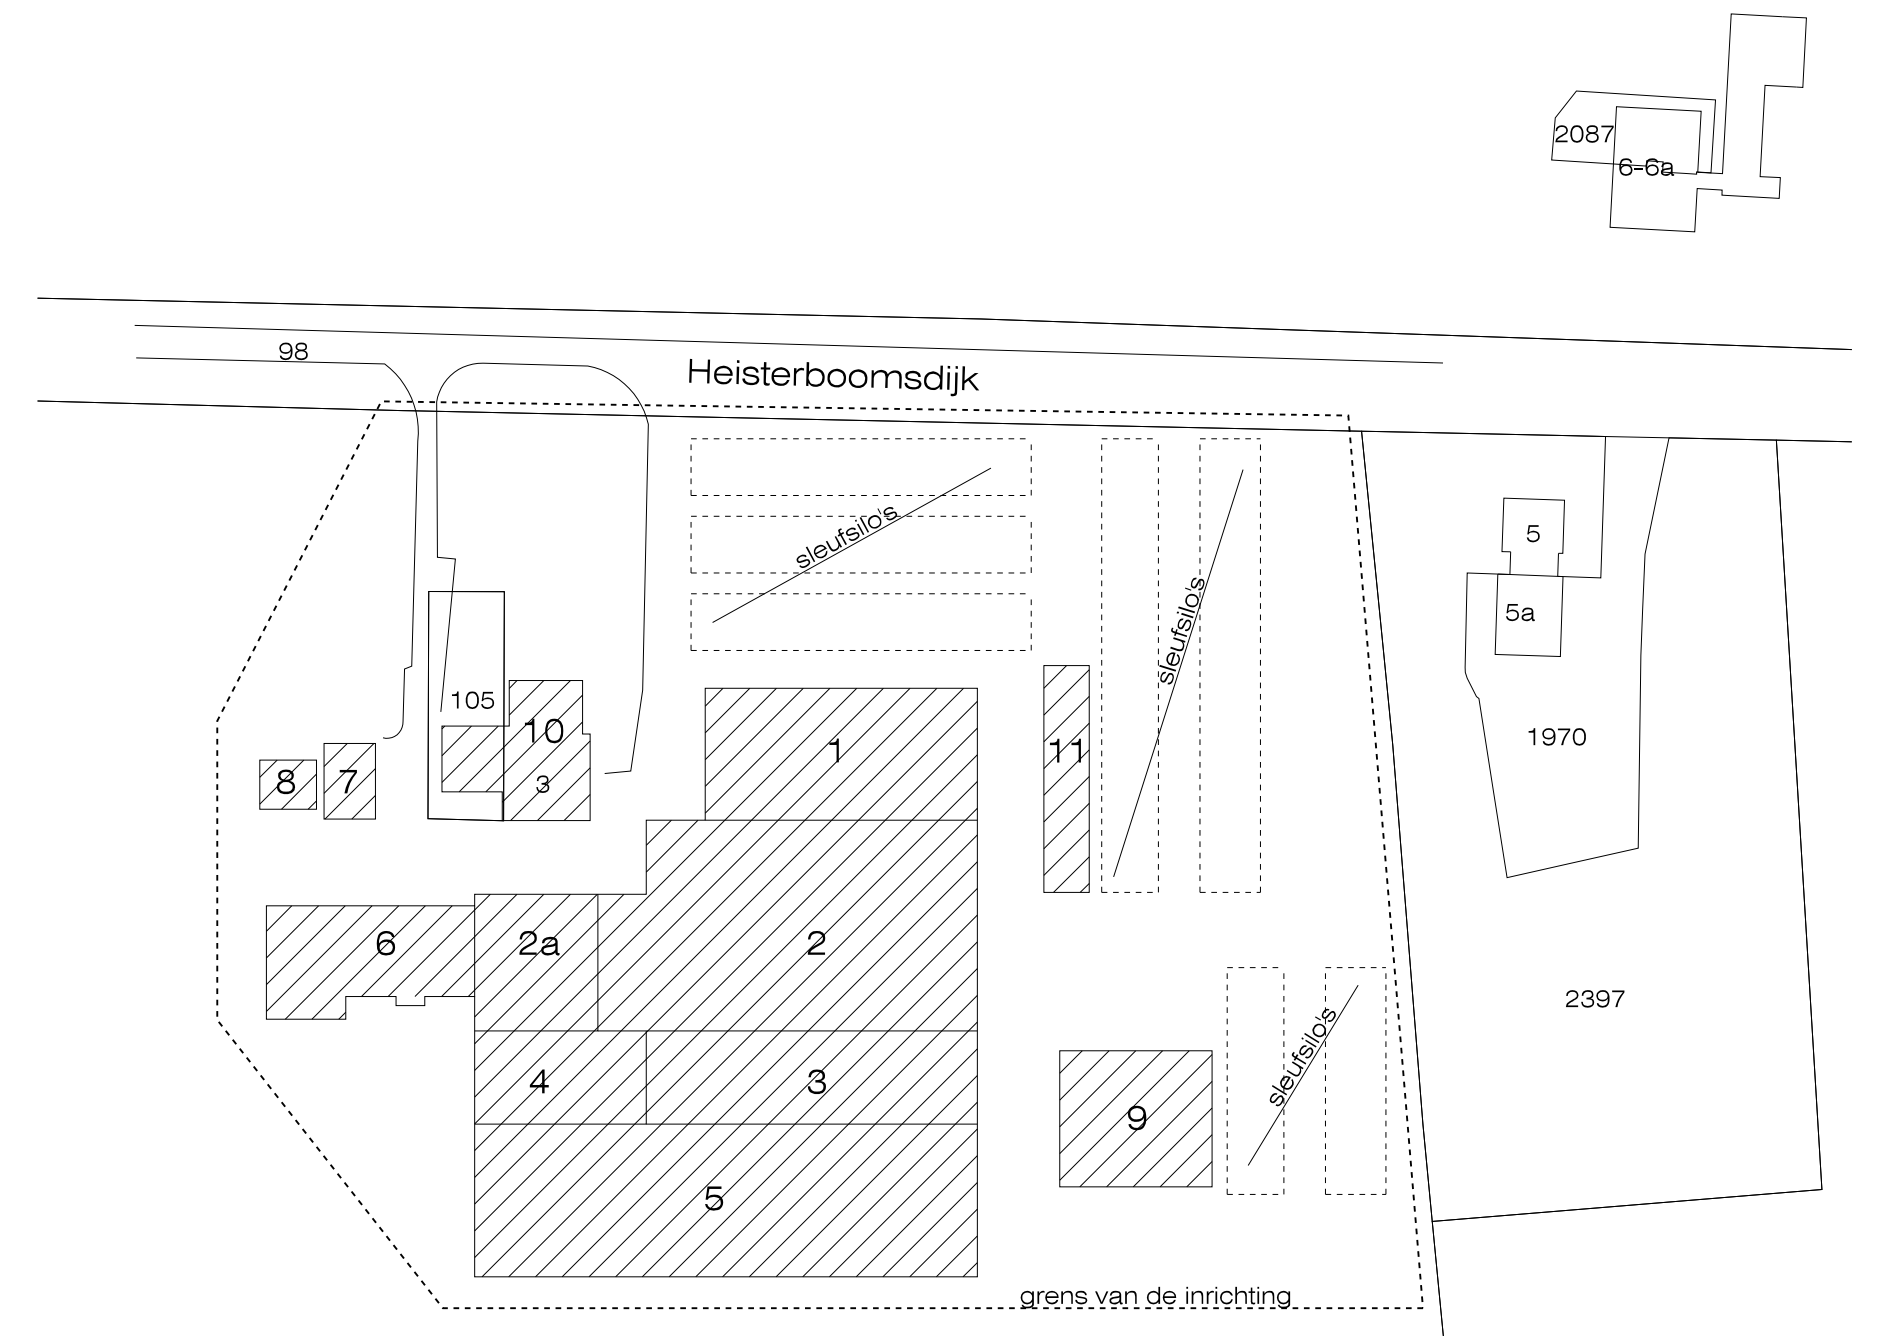 2087
6-6a
98
Heisterboomsdijk
sleufsilo's
5
sleufsilo's
5a
105
10
1
11
1970
8
7
3
6
2a
2
2397
sleufsilo's
4
3
9
5
grens van de inrichting